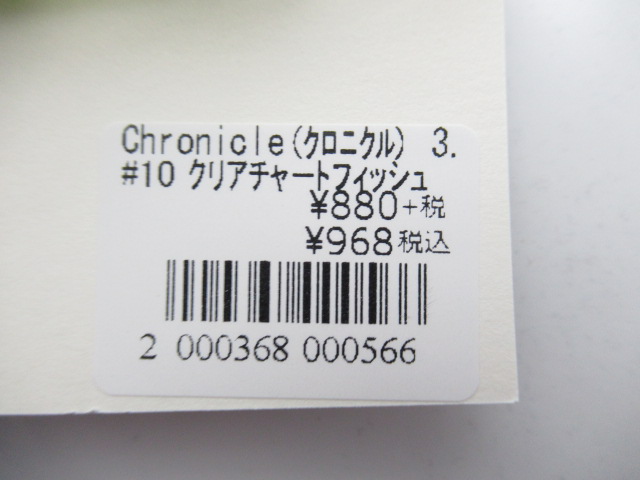 Chronicle(クロニクル) 3.
#10 クリアチャートフィッシュ
¥880+税
¥968税込
2 000368 000566